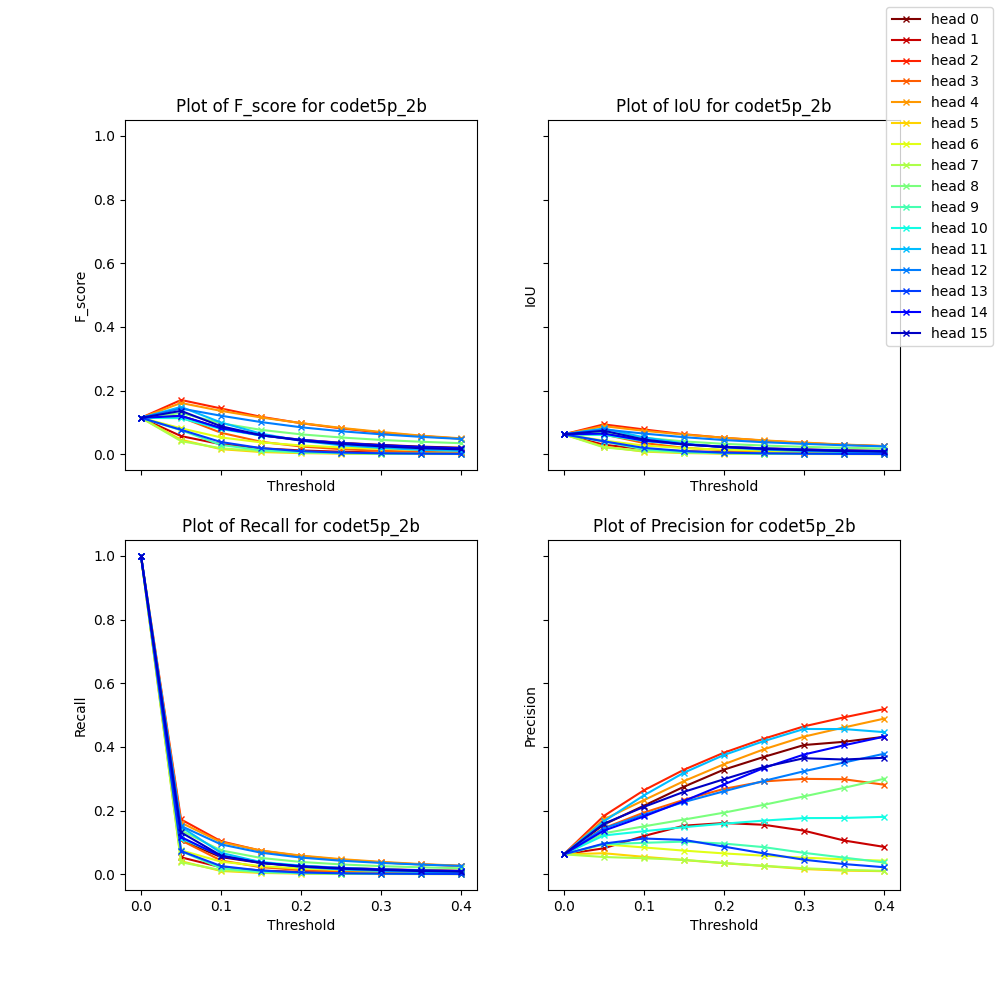 head 0
head 1
head 2
head 3
head 4
head 5
head 6
head 7
head 8
head 9
head 10
head 11
head 12
head 13
head 14
head 15
Plot of F_score for codet5p_2b
1.0
0.8
0.6
0.4
0.2
0.0
F_score
Threshold
Plot of IoU for codet5p_2b
IoU
Threshold
Plot of Recall for codet5p_2b
1.0
0.8
0.6
0.4
0.2
0.0
Recall
0.0 0.1 0.2 0.3 0.4
Threshold
Plot of Precision for codet5p_2b
Precision
0.0 0.1 0.2 0.3 0.4
Threshold